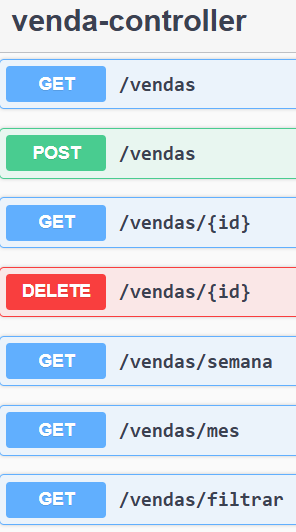 venda-controller
GET /vendas
POST /vendas
GET /vendas/{id}
DELETE /vendas/{id}
GET /vendas/semana
GET /vendas/mes
GET /vendas/filtrar